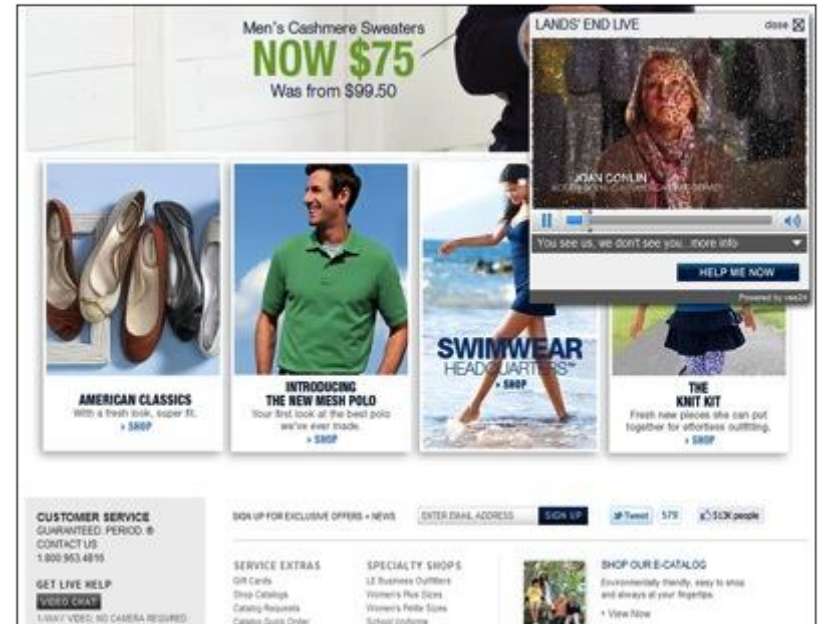 Men's Cashmere Sweaters
NOW $75
Was from $99.50
LANDS' END LIVE
close
JOAN CONLIN
You see us, we don't see you...more info
HELP ME NOW
Powered by vee24
AMERICAN CLASSICS
With a fresh look, super fit.
› SHOP
INTRODUCING
THE NEW MESH POLO
Your first look at the best polo
we've ever made.
› SHOP
SWIMWEAR
HEADQUARTERS™
› SHOP
THE
KNIT KIT
Fresh new pieces she can put
together for effortless outfitting.
› SHOP
CUSTOMER SERVICE
GUARANTEED. PERIOD. ®
CONTACT US
1.800.963.4816
GET LIVE HELP
VIDEO CHAT
1-WAY VIDEO, NO CAMERA REQUIRED
SIGN UP FOR EXCLUSIVE OFFERS + NEWS
ENTER EMAIL ADDRESS
SIGN UP
Tweet
579
513K people
SERVICE EXTRAS
Gift Cards
Shop Catalogs
Catalog Requests
Catalog Quick Order
SPECIALTY SHOPS
LE Business Outfitters
Women's Plus Sizes
Women's Petite Sizes
School Uniforms
SHOP OUR E-CATALOG
Environmentally friendly, easy to shop
and always at your fingertips.
› View Now